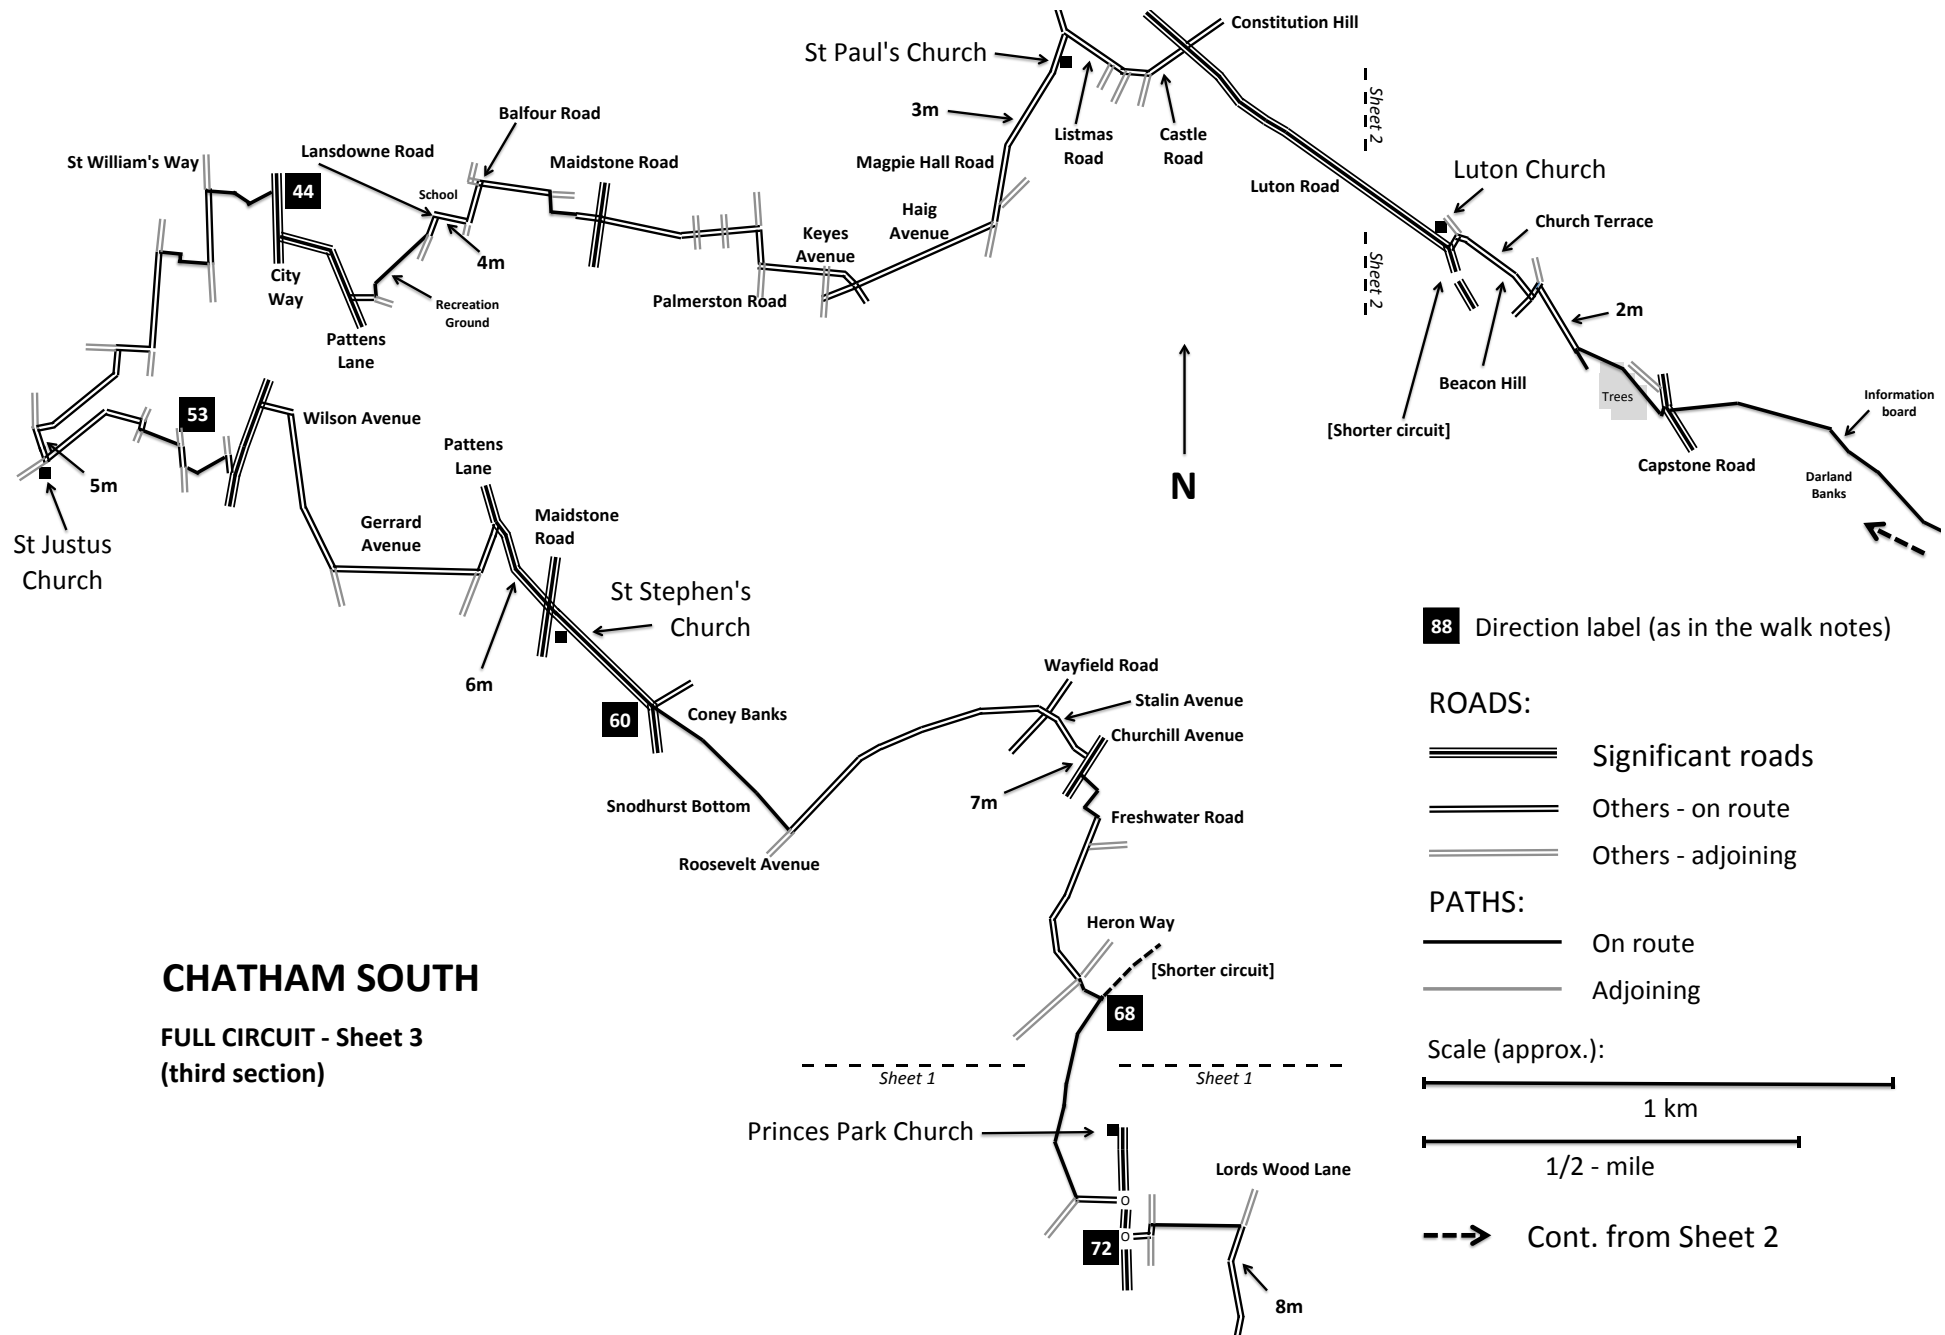 Constitution Hill
St Paul's Church
3m
Listmas
Road
Castle
Road
Sheet 2
Balfour Road
Lansdowne Road
Maidstone Road
St William's Way
Magpie Hall Road
Luton Road
Luton Church
School
44
Haig
Avenue
Church Terrace
Keyes
Avenue
4m
City
Way
Recreation
Ground
Palmerston Road
Sheet 2
2m
Pattens
Lane
Beacon Hill
Trees
Information
board
53
Wilson Avenue
[Shorter circuit]
Pattens
Lane
Capstone Road
Darland
Banks
N
5m
Gerrard
Avenue
Maidstone
Road
St Justus
Church
St Stephen's
Church
6m
88
Direction label (as in the walk notes)
Wayfield Road
Stalin Avenue
60
Coney Banks
Churchill Avenue
ROADS:
Significant roads
7m
Snodhurst Bottom
Freshwater Road
Others - on route
Roosevelt Avenue
Others - adjoining
PATHS:
Heron Way
On route
[Shorter circuit]
CHATHAM SOUTH
Adjoining
68
FULL CIRCUIT - Sheet 3
(third section)
Scale (approx.):
Sheet 1
Sheet 1
1 km
Princes Park Church
1/2 - mile
Lords Wood Lane
O
O
72
Cont. from Sheet 2
8m